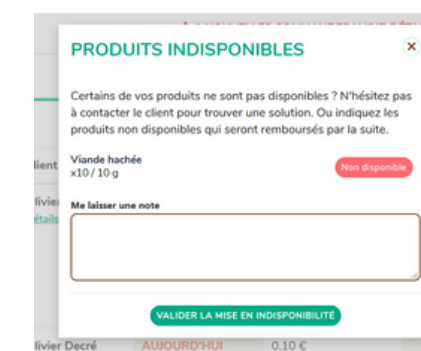 PRODUITS INDISPONIBLES
×
Certains de vos produits ne sont pas disponibles ? N'hésitez pas
à contacter le client pour trouver une solution. Ou indiquez les
produits non disponibles qui seront remboursés par la suite.
Viande hachée
x10 / 10 g
Non disponible
lient
livie
étails
Me laisser une note
VALIDER LA MISE EN INDISPONIBILITÉ
livier Decré
AUJOURD'HUI
0,10 €